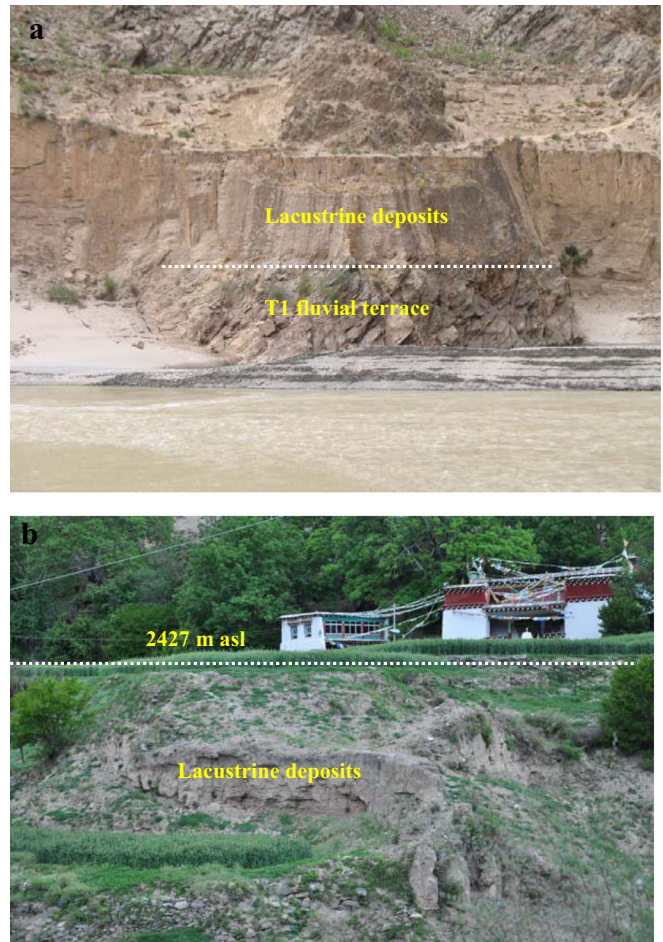 a
Lacustrine deposits
T1 fluvial terrace
b
2427 m asl
Lacustrine deposits